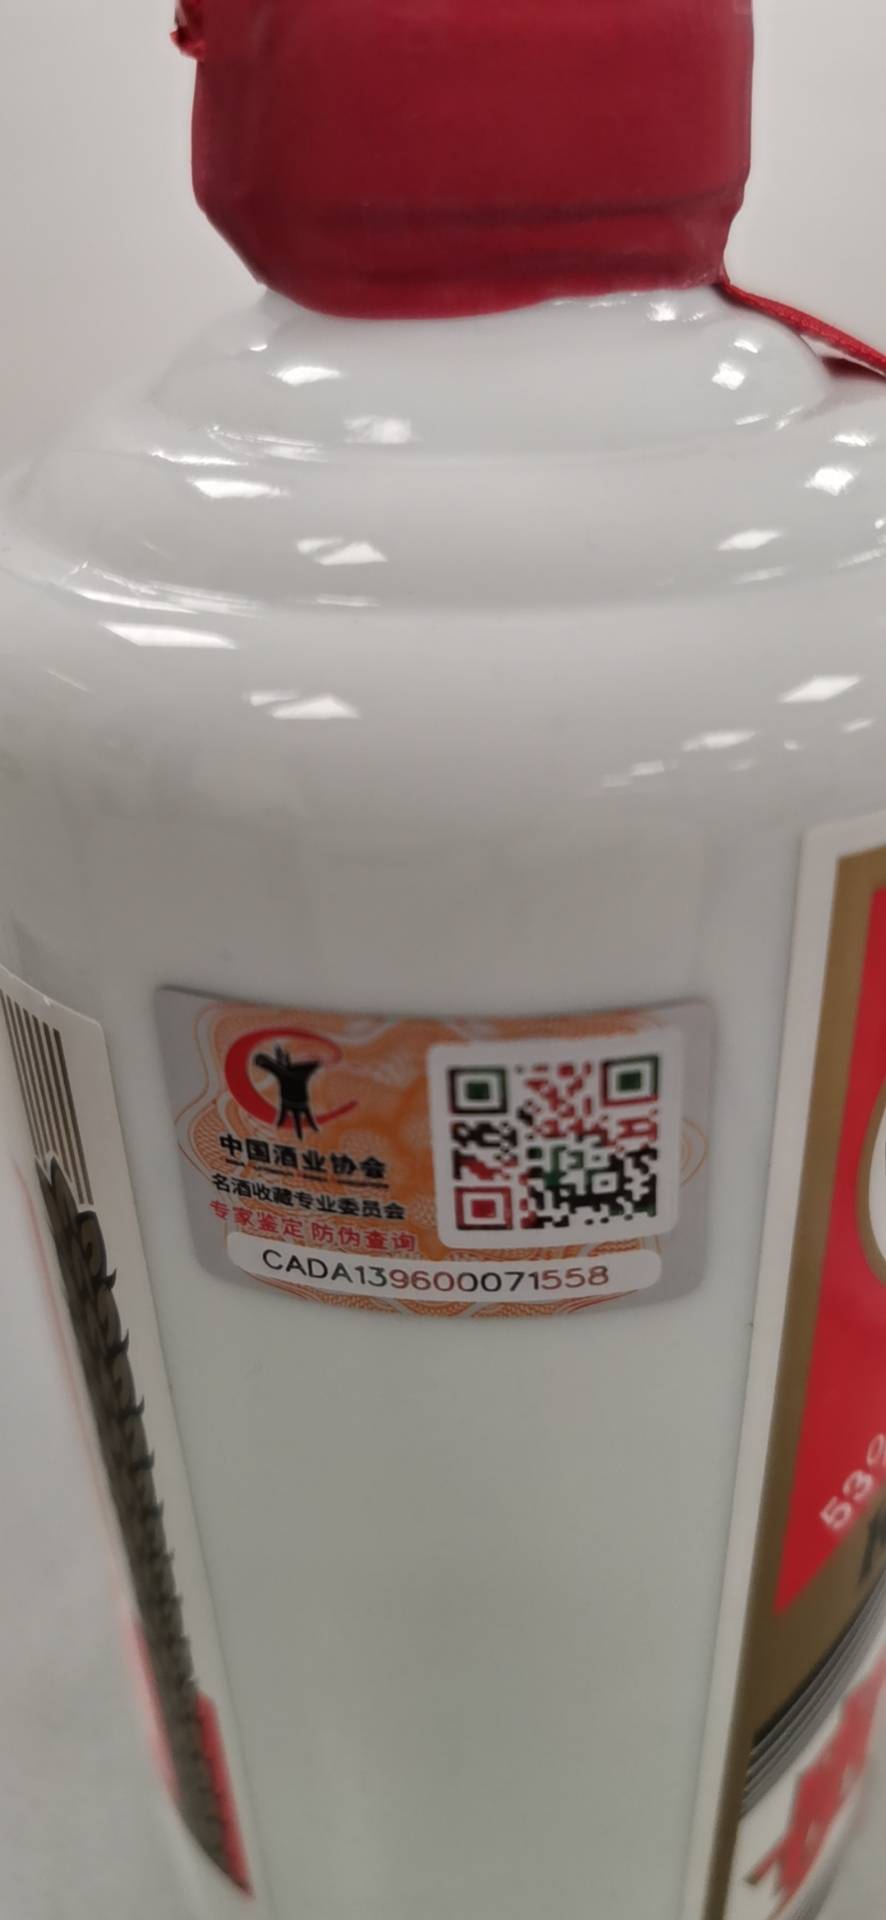 中国酒业协会
名酒收藏专业委员会
专家鉴定 防伪查询
CADA139600071558
53%